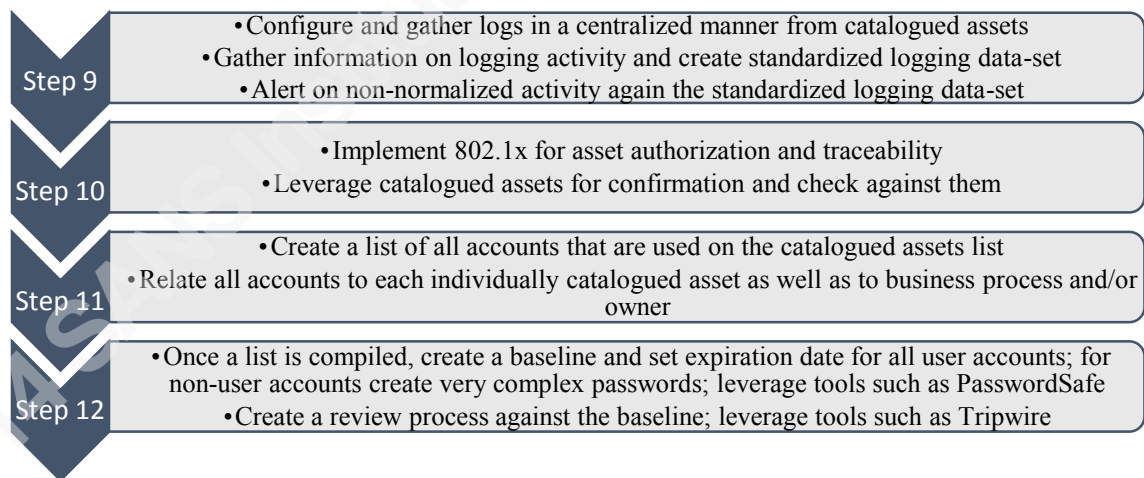 Step 9
•Configure and gather logs in a centralized manner from catalogued assets
•Gather information on logging activity and create standardized logging data-set
•Alert on non-normalized activity again the standardized logging data-set
Step 10
•Implement 802.1x for asset authorization and traceability
•Leverage catalogued assets for confirmation and check against them
Step 11
•Create a list of all accounts that are used on the catalogued assets list
•Relate all accounts to each individually catalogued asset as well as to business process and/or
owner
Step 12
•Once a list is compiled, create a baseline and set expiration date for all user accounts; for
non-user accounts create very complex passwords; leverage tools such as PasswordSafe
•Create a review process against the baseline; leverage tools such as Tripwire
4 SANS Instit